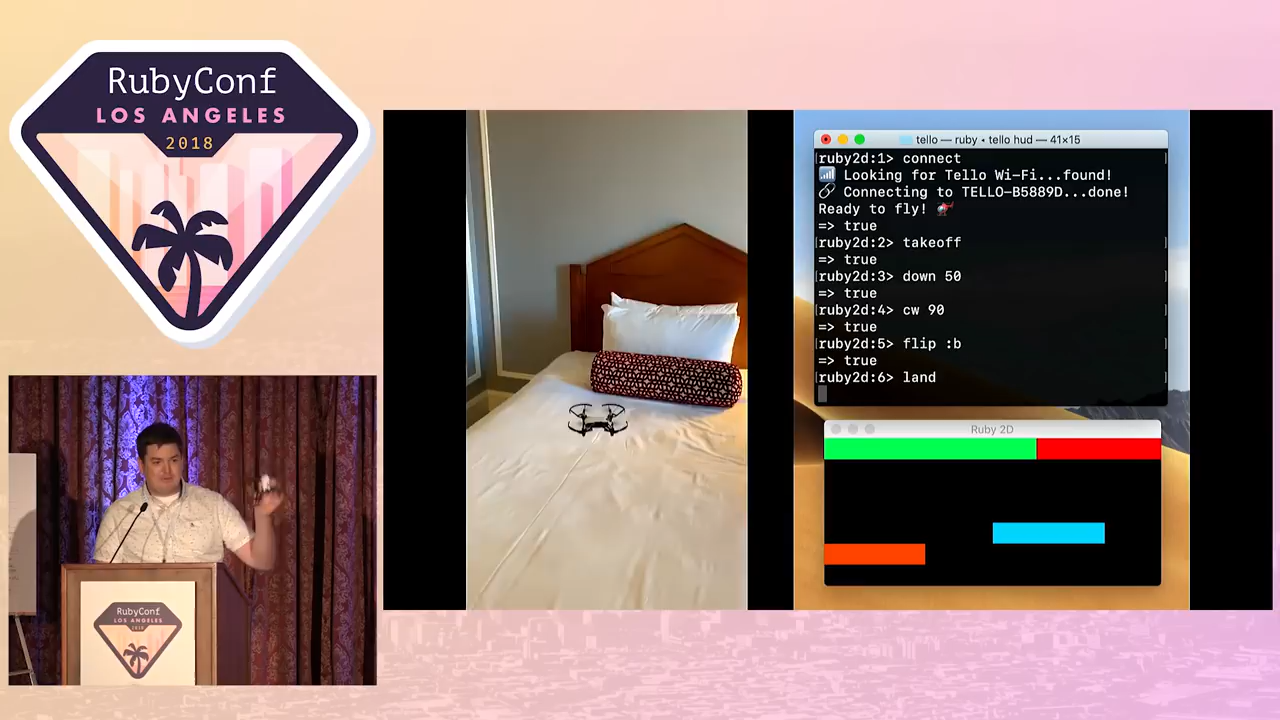 RubyConf
LOS ANGELES
2018
tello — ruby • tello hud — 41×15
[ruby2d:1> connect ]
📶 Looking for Tello Wi-Fi...found!
🔗 Connecting to TELLO-B5889D...done!
Ready to fly! 🚁
=> true
[ruby2d:2> takeoff ]
=> true
[ruby2d:3> down 50 ]
=> true
[ruby2d:4> cw 90 ]
=> true
[ruby2d:5> flip :b ]
=> true
[ruby2d:6> land ]
Ruby 2D
RubyConf
LOS ANGELES
2018